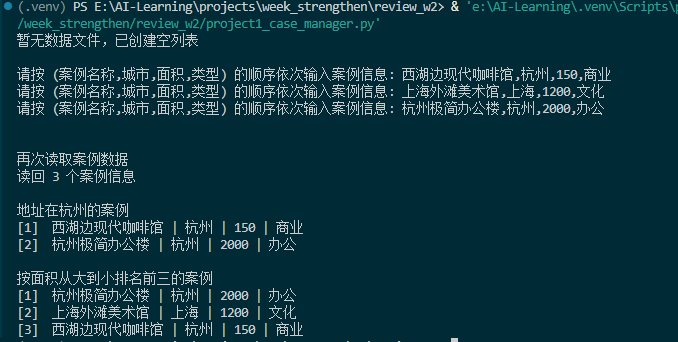 (.venv) PS E:\AI-Learning\projects\week_strengthen\review_w2> & 'e:\AI-Learning\.venv\Scripts\p
/week_strengthen/review_w2/project1_case_manager.py'
暂无数据文件，已创建空列表
请按 (案例名称,城市,面积,类型) 的顺序依次输入案例信息: 西湖边现代咖啡馆,杭州,150,商业
请按 (案例名称,城市,面积,类型) 的顺序依次输入案例信息: 上海外滩美术馆,上海,1200,文化
请按 (案例名称,城市,面积,类型) 的顺序依次输入案例信息: 杭州极简办公楼,杭州,2000,办公
再次读取案例数据
读回 3 个案例信息
地址在杭州的案例
[1] 西湖边现代咖啡馆 | 杭州 | 150 | 商业
[2] 杭州极简办公楼 | 杭州 | 2000 | 办公
按面积从大到小排名前三的案例
[1] 杭州极简办公楼 | 杭州 | 2000 | 办公
[2] 上海外滩美术馆 | 上海 | 1200 | 文化
[3] 西湖边现代咖啡馆 | 杭州 | 150 | 商业